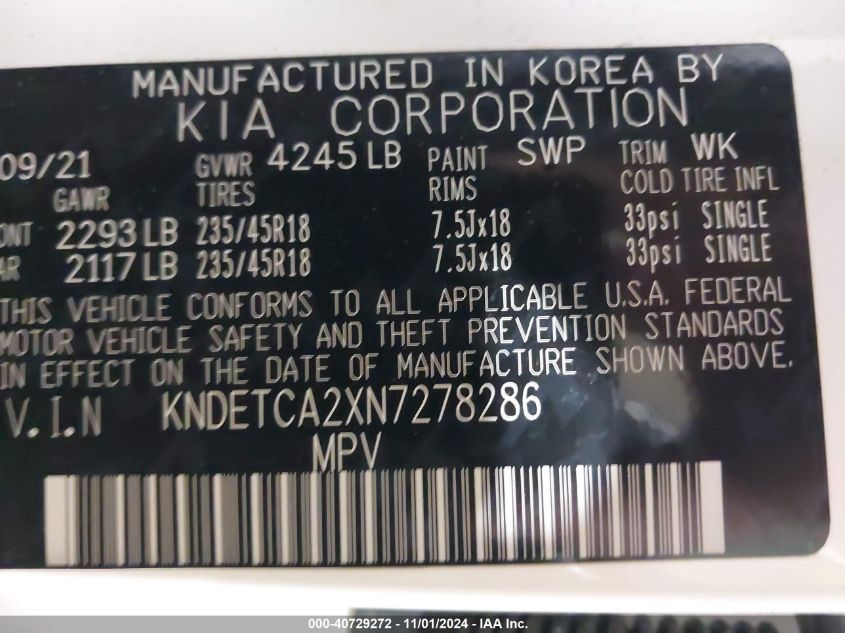 MANUFACTURED IN KOREA BY
KIA CORPORATION
09/21 GVWR 4245 LB PAINT SWP TRIM WK
GAWR TIRES RIMS COLD TIRE INFL
ONT 2293 LB 235/45R18 7.5Jx18 33psi SINGLE
AR 2117 LB 235/45R18 7.5Jx18 33psi SINGLE
THIS VEHICLE CONFORMS TO ALL APPLICABLE U.S.A. FEDERAL
MOTOR VEHICLE SAFETY AND THEFT PREVENTION STANDARDS
IN EFFECT ON THE DATE OF MANUFACTURE SHOWN ABOVE.
V.I.N KNDETCA2XN7278286
MPV
000-40729272 - 11/01/2024 - IAA Inc.